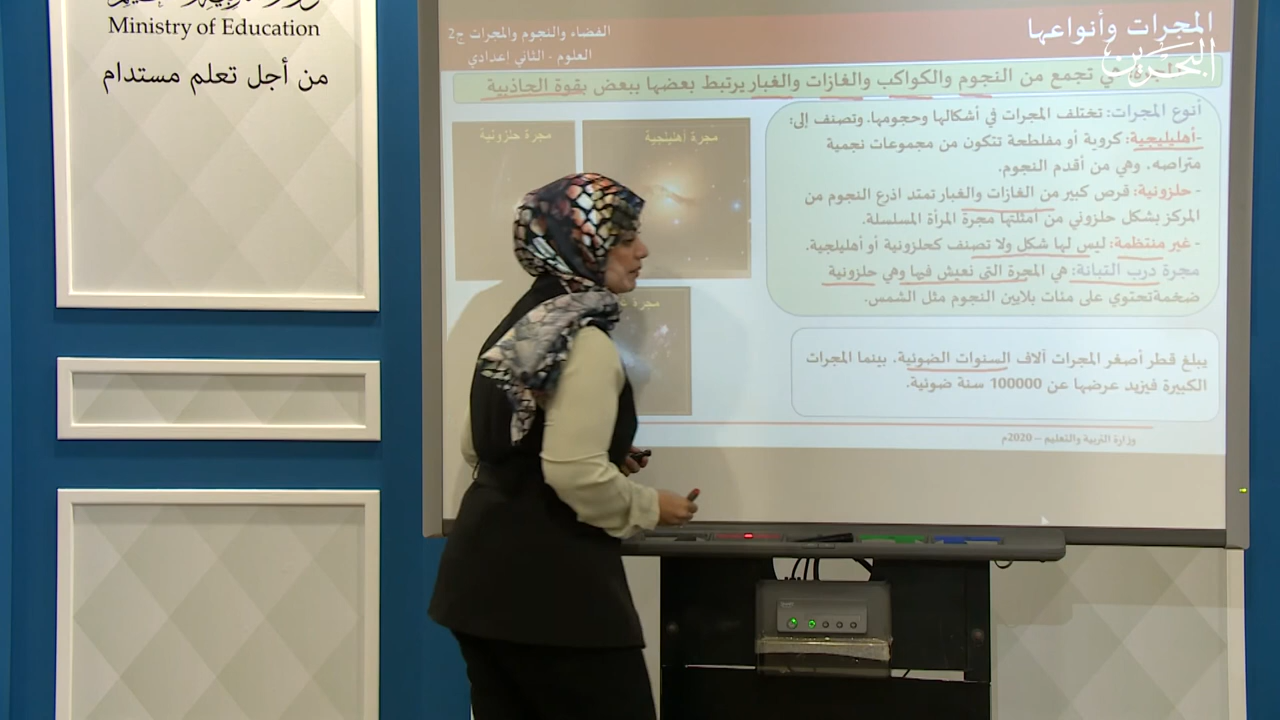 Ministry of Education
من أجل تعلم مستدام
المجرات وأنواعها
البحرين
الفضاء والنجوم والمجرات ج2
العلوم - الثاني اعدادي
تجمع من النجوم والكواكب والغازات والغبار يرتبط بعضها ببعض بقوة الجاذبية
أنوع المجرات: تختلف المجرات في أشكالها وحجومها. وتصنف إلى:
-أهليليجية: كروية أو مفلطحة تتكون من مجموعات نجمية
متراصه. وهي من أقدم النجوم.
- حلزونية: قرص كبير من الغازات والغبار تمتد اذرع النجوم من
المركز بشكل حلزوني من أمثلتها مجرة المرأة المسلسلة.
- غير منتظمة: ليس لها شكل ولا تصنف كحلزونية أو أهليلجية.
مجرة درب التبانة: هي المجرة التي نعيش فيها وهي حلزونية
ضخمةتحتوي على مئات بلايين النجوم مثل الشمس.
مجرة أهليلجية
مجرة حلزونية
مجرة
يبلغ قطر أصغر المجرات آلاف السنوات الضوئية. بينما المجرات
الكبيرة فيزيد عرضها عن 100000 سنة ضوئية.
وزارة التربية والتعليم – 2020م